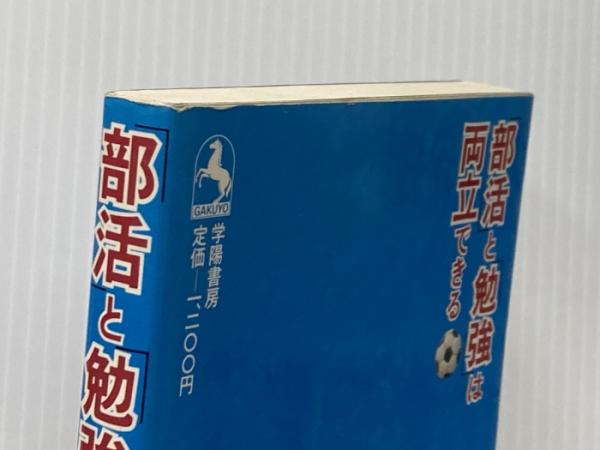 「部活」と「勉強」は
両立できる
GAKUYO
学陽書房
定価―一、二〇〇円
「部活」と「勉強